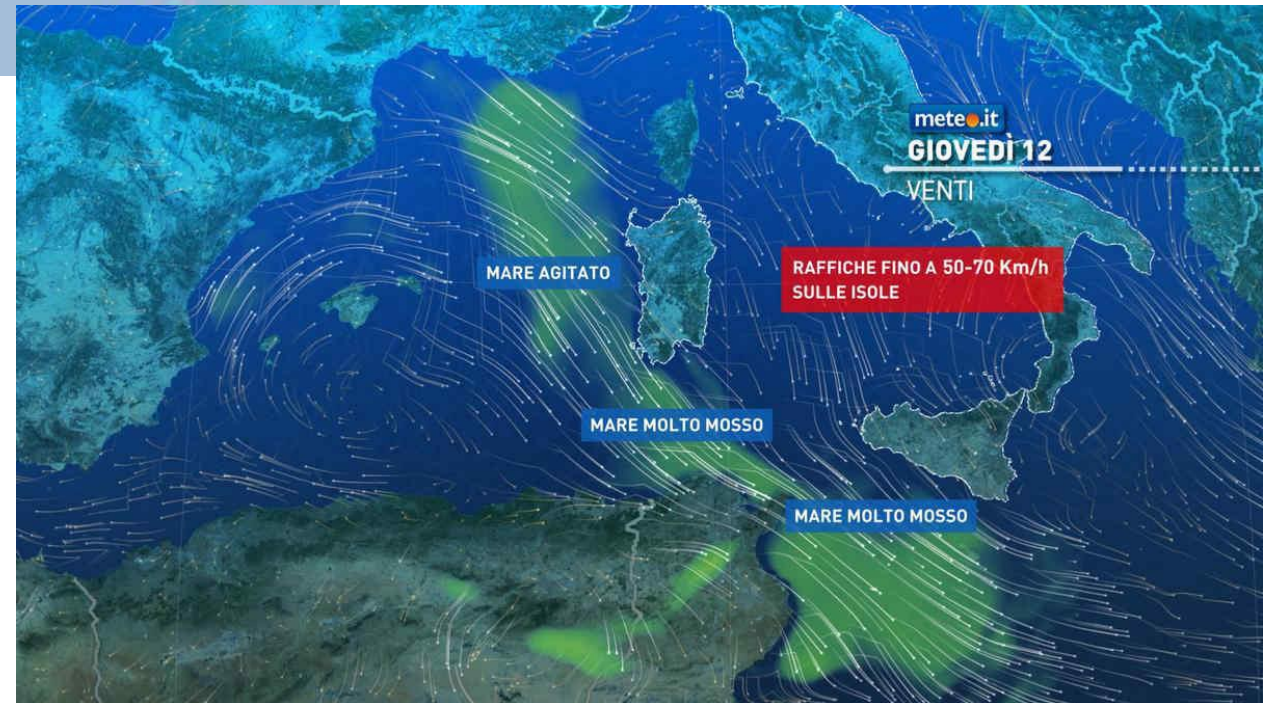 meteo.it
GIOVEDÌ 12
VENTI
MARE AGITATO
RAFFICHE FINO A 50-70 Km/h
SULLE ISOLE
MARE MOLTO MOSSO
MARE MOLTO MOSSO